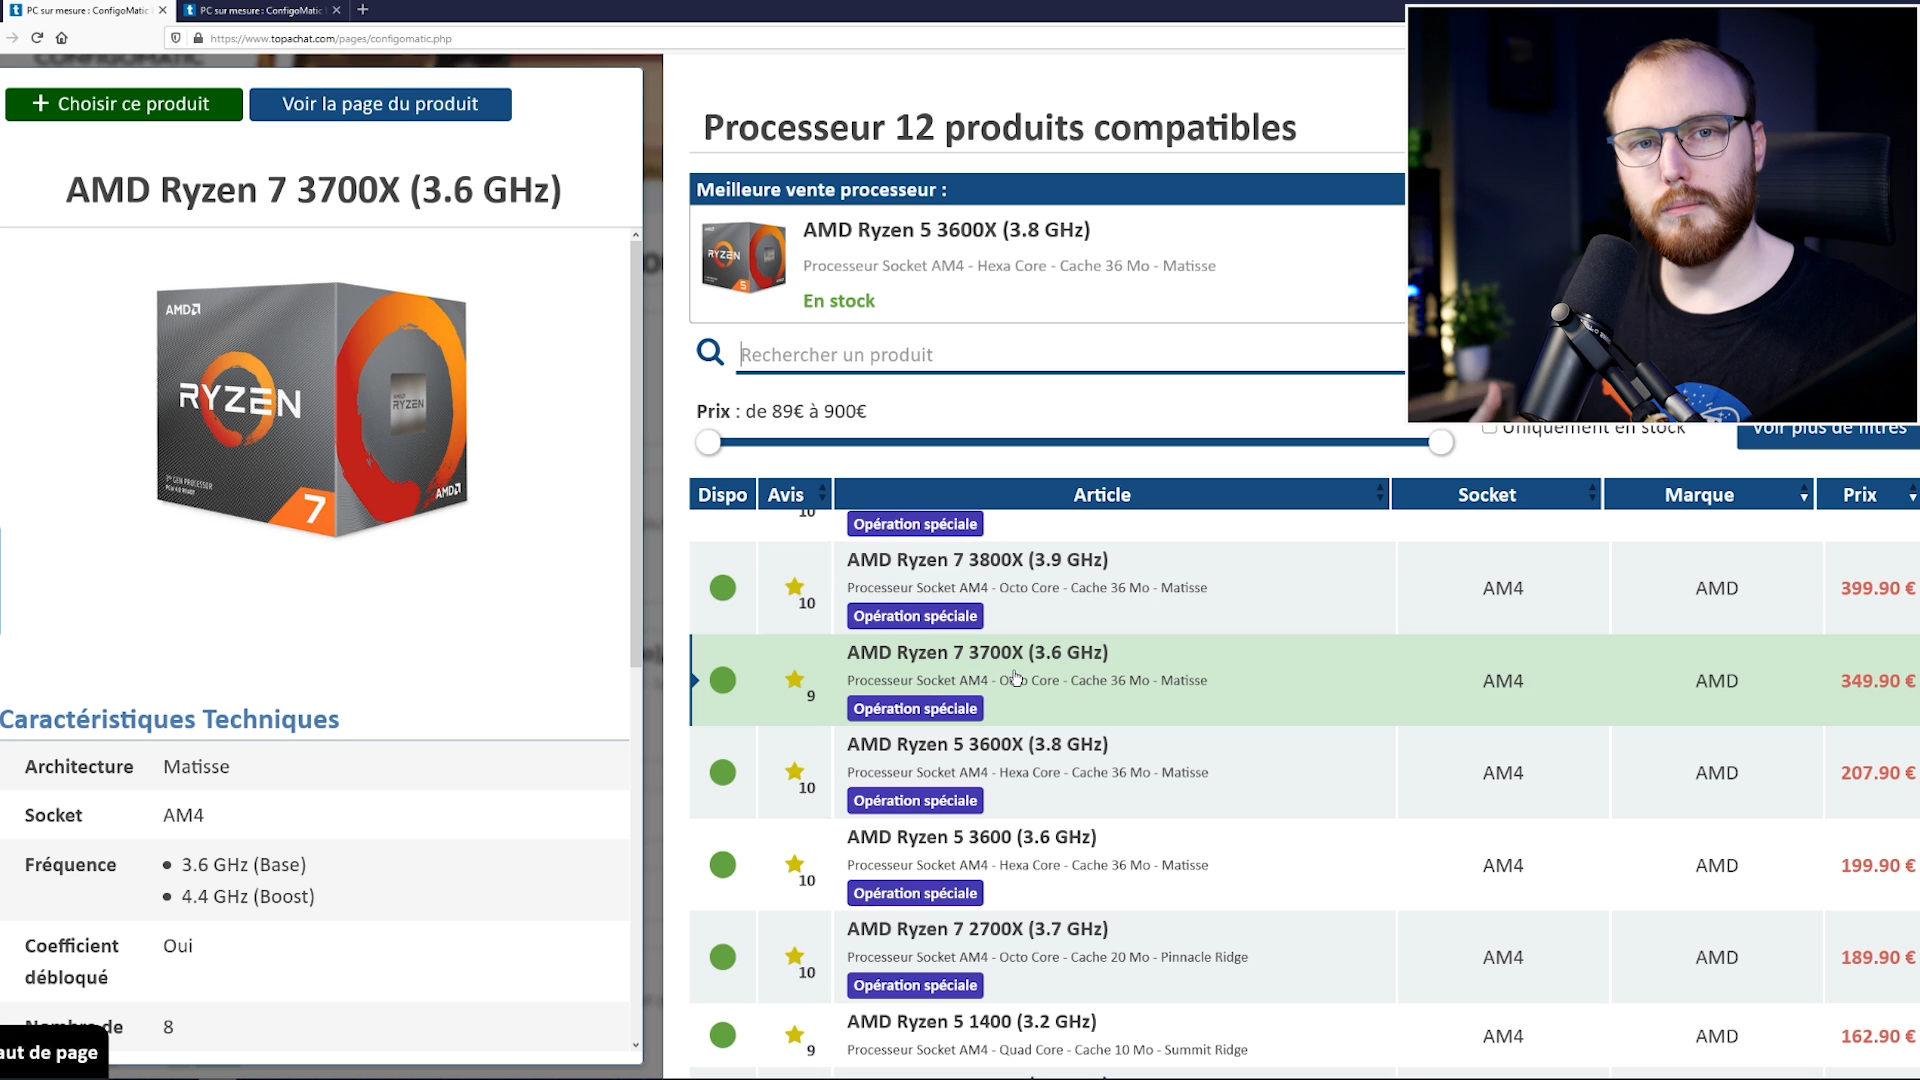 PC sur mesure : ConfigoMatic
PC sur mesure : ConfigoMatic
https://www.topachat.com/pages/configomatic.php
+ Choisir ce produit
Voir la page du produit
AMD Ryzen 7 3700X (3.6 GHz)
AMD
RYZEN
RYZEN
7
AMD
Caractéristiques Techniques
Architecture Matisse
Socket AM4
Fréquence • 3.6 GHz (Base)
• 4.4 GHz (Boost)
Coefficient débloqué Oui
Nombre de 8
aut de page
Processeur 12 produits compatibles
Meilleure vente processeur :
RYZEN
5
AMD Ryzen 5 3600X (3.8 GHz)
Processeur Socket AM4 - Hexa Core - Cache 36 Mo - Matisse
En stock
Rechercher un produit
Prix : de 89€ à 900€
Uniquement en stock
Voir plus de filtres
Dispo Avis Article Socket Marque Prix
10
Opération spéciale
AMD Ryzen 7 3800X (3.9 GHz)
Processeur Socket AM4 - Octo Core - Cache 36 Mo - Matisse
Opération spéciale
10 AM4 AMD 399.90 €
AMD Ryzen 7 3700X (3.6 GHz)
Processeur Socket AM4 - Octo Core - Cache 36 Mo - Matisse
Opération spéciale
9 AM4 AMD 349.90 €
AMD Ryzen 5 3600X (3.8 GHz)
Processeur Socket AM4 - Hexa Core - Cache 36 Mo - Matisse
Opération spéciale
10 AM4 AMD 207.90 €
AMD Ryzen 5 3600 (3.6 GHz)
Processeur Socket AM4 - Hexa Core - Cache 36 Mo - Matisse
Opération spéciale
10 AM4 AMD 199.90 €
AMD Ryzen 7 2700X (3.7 GHz)
Processeur Socket AM4 - Octo Core - Cache 20 Mo - Pinnacle Ridge
Opération spéciale
10 AM4 AMD 189.90 €
AMD Ryzen 5 1400 (3.2 GHz)
Processeur Socket AM4 - Quad Core - Cache 10 Mo - Summit Ridge
9 AM4 AMD 162.90 €